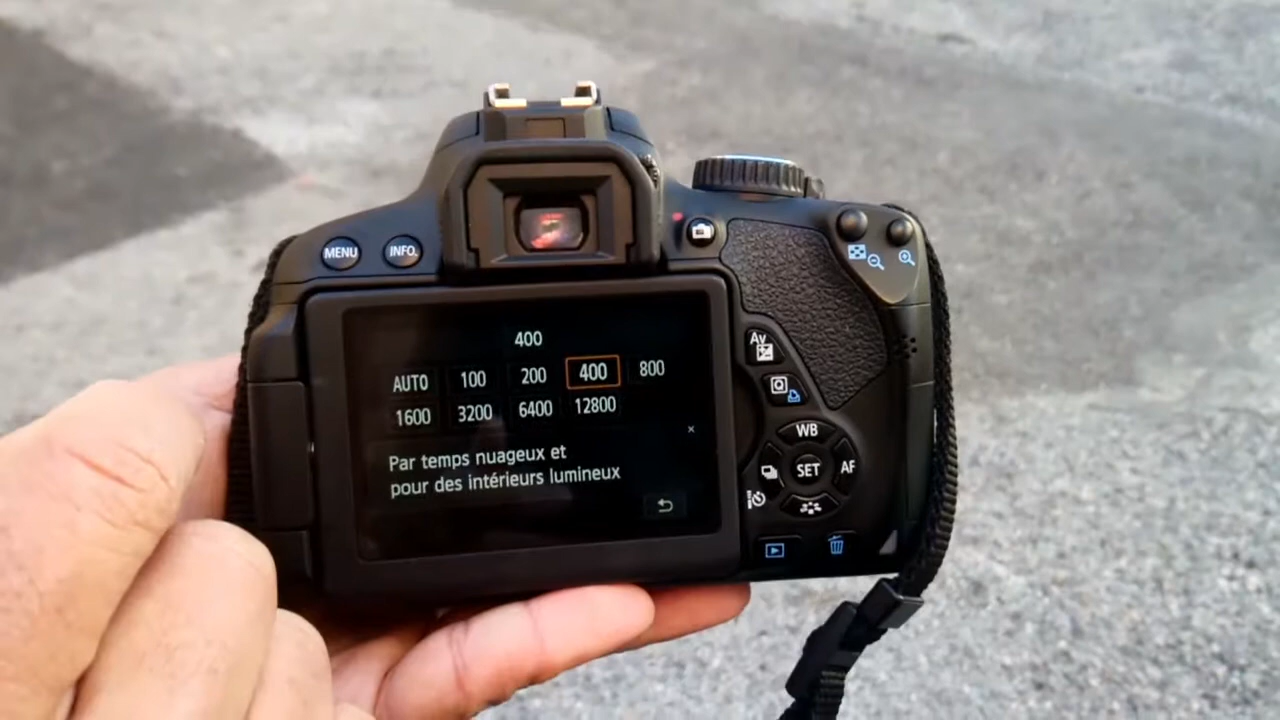 MENU INFO.
400
AUTO 100 200 400 800
1600 3200 6400 12800
Par temps nuageux et
pour des intérieurs lumineux
Av
Q
WB
SET AF